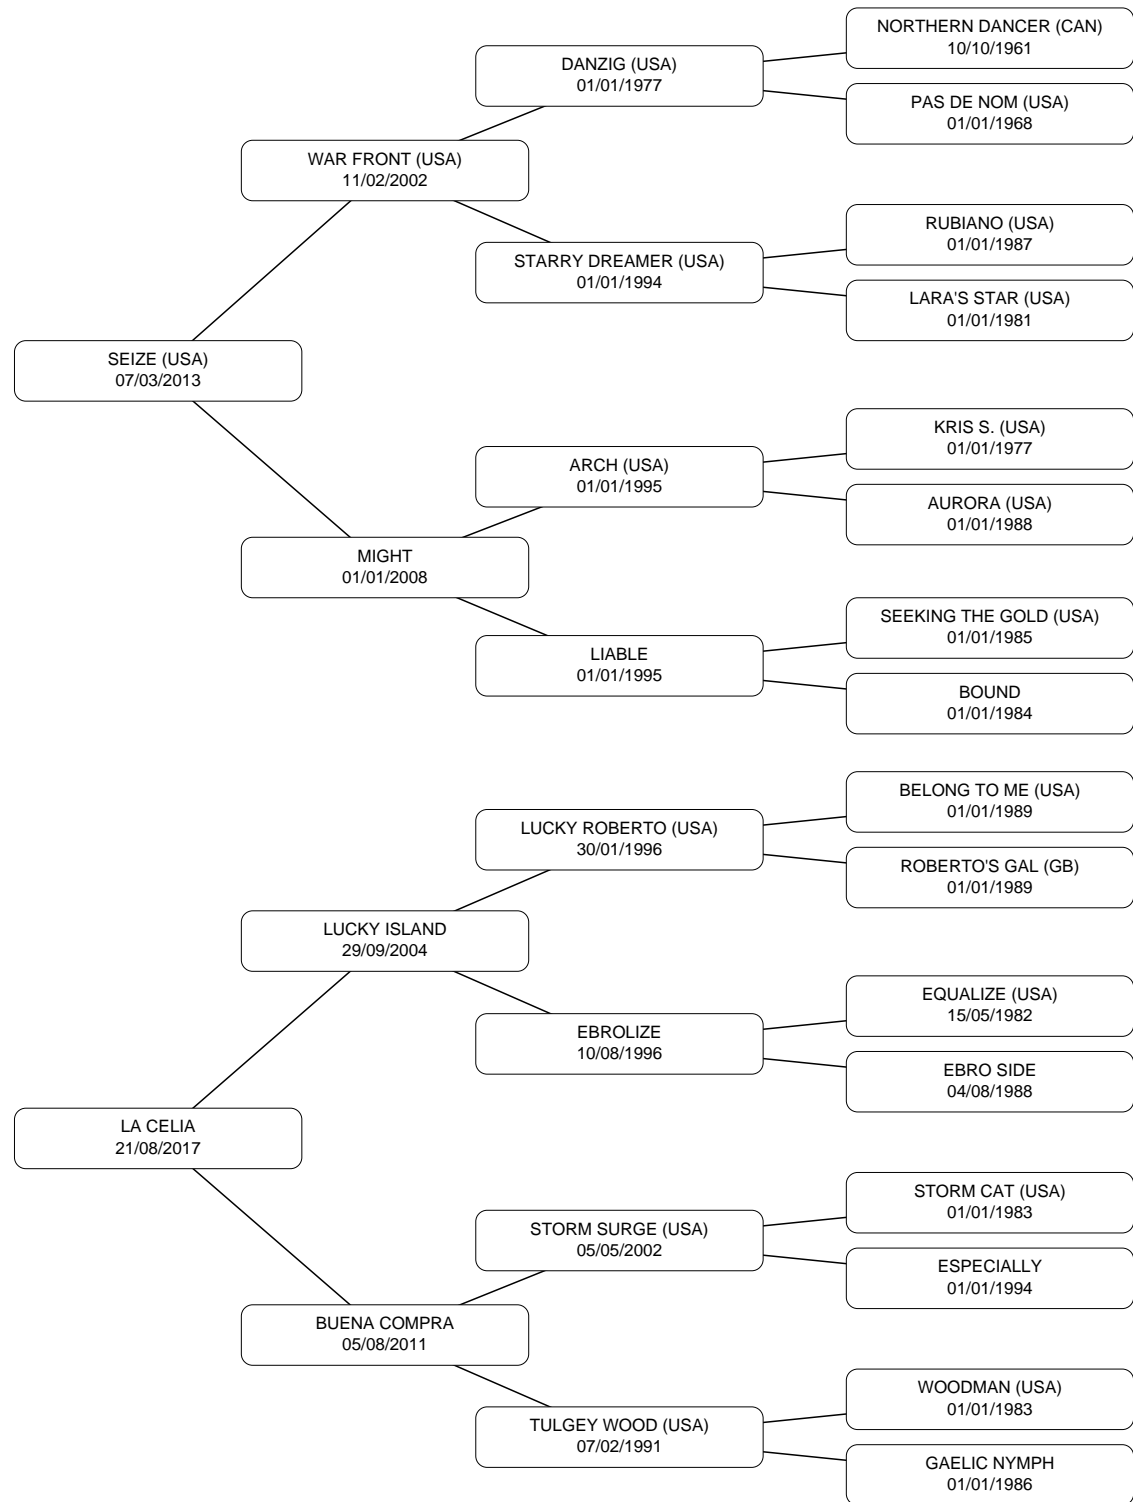 NORTHERN DANCER (CAN)
10/10/1961
DANZIG (USA)
01/01/1977
PAS DE NOM (USA)
01/01/1968
WAR FRONT (USA)
11/02/2002
RUBIANO (USA)
01/01/1987
STARRY DREAMER (USA)
01/01/1994
LARA'S STAR (USA)
01/01/1981
SEIZE (USA)
07/03/2013
KRIS S. (USA)
01/01/1977
ARCH (USA)
01/01/1995
AURORA (USA)
01/01/1988
MIGHT
01/01/2008
SEEKING THE GOLD (USA)
01/01/1985
LIABLE
01/01/1995
BOUND
01/01/1984
BELONG TO ME (USA)
01/01/1989
LUCKY ROBERTO (USA)
30/01/1996
ROBERTO'S GAL (GB)
01/01/1989
LUCKY ISLAND
29/09/2004
EQUALIZE (USA)
15/05/1982
EBROLIZE
10/08/1996
EBRO SIDE
04/08/1988
LA CELIA
21/08/2017
STORM CAT (USA)
01/01/1983
STORM SURGE (USA)
05/05/2002
ESPECIALLY
01/01/1994
BUENA COMPRA
05/08/2011
WOODMAN (USA)
01/01/1983
TULGEY WOOD (USA)
07/02/1991
GAELIC NYMPH
01/01/1986